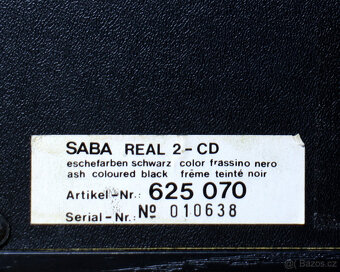 SABA REAL 2-CD
eschefarben schwarz color frassino nero
ash coloured black frême teinté noir
Artikel-Nr.: 625 070
Serial-Nr.: Nº 010638
Bazos.cz